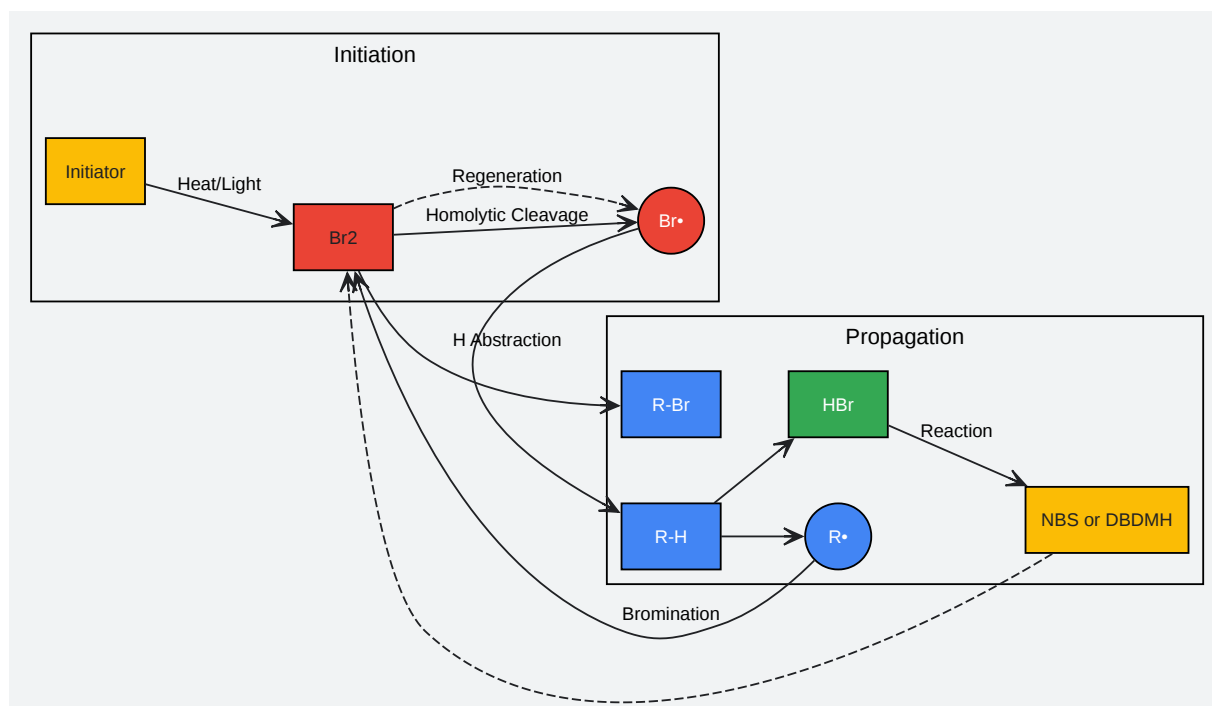 Initiation
Initiator
Heat/Light
Br2
Regeneration
Homolytic Cleavage
Br•
H Abstraction
Propagation
R-Br
HBr
Reaction
NBS or DBDMH
R-H
R•
Bromination